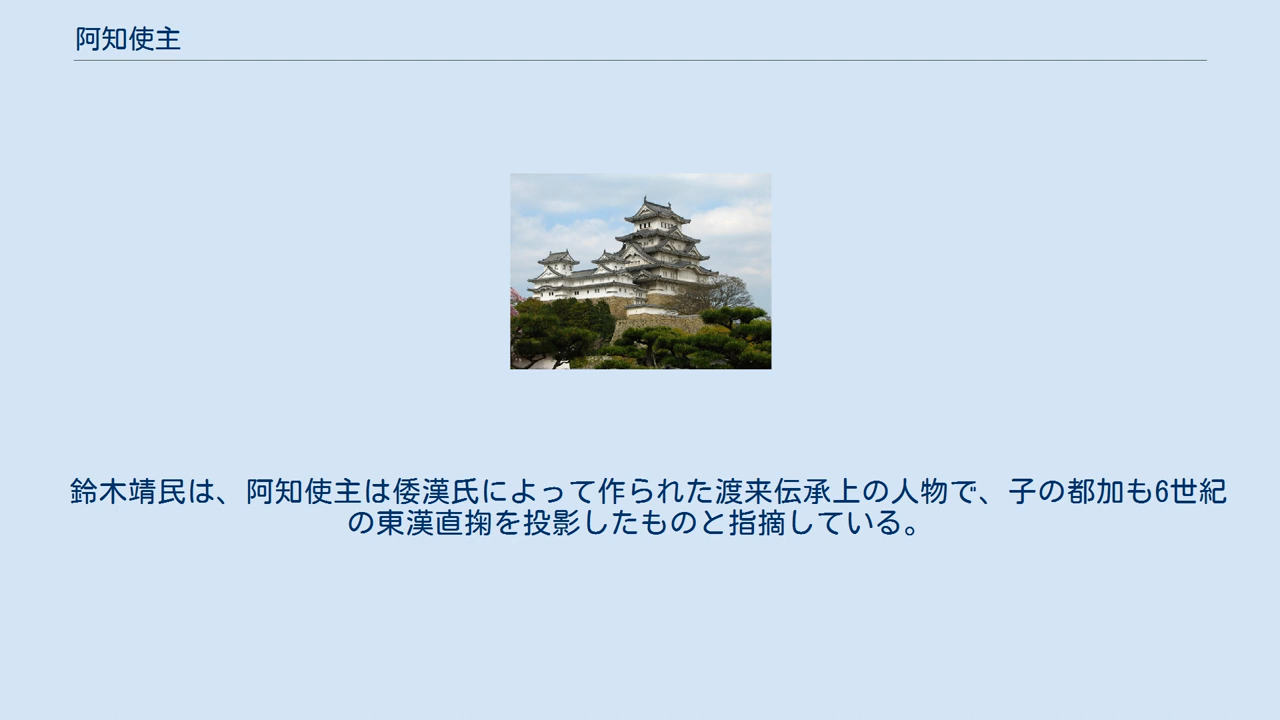 阿知使主
鈴木靖民は、阿知使主は倭漢氏によって作られた渡来伝承上の人物で、子の都加も6世紀
の東漢直掬を投影したものと指摘している。